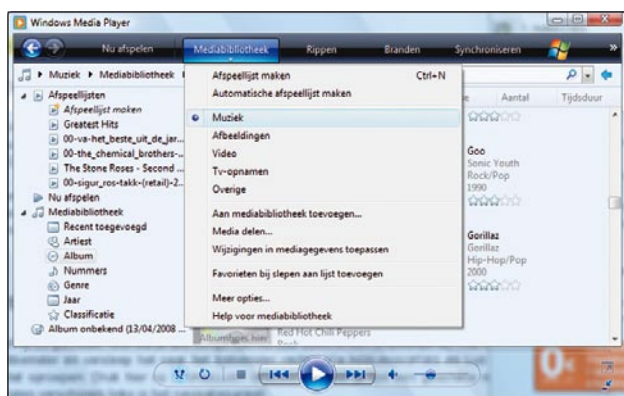 Windows Media Player
Nu afspelen
Mediabibliotheek
Rippen
Branden
Synchroniseren
Muziek
Mediabibliotheek
Afspeellijsten
Afspeellijst maken
Greatest Hits
00-va-het_beste_uit_de_jar...
00-the_chemical_brothers-...
The Stone Roses - Second ...
00-sigur_ros-takk-(retail)-2...
Nu afspelen
Mediabibliotheek
Recent toegevoegd
Artiest
Album
Nummers
Genre
Jaar
Classificatie
Album onbekend (13/04/2008 ...
Afspeellijst maken Ctrl+N
Automatische afspeellijst maken
Muziek
Afbeeldingen
Video
Tv-opnamen
Overige
Aan mediabibliotheek toevoegen...
Media delen...
Wijzigingen in mediagegevens toepassen
Favorieten bij slepen aan lijst toevoegen
Meer opties...
Help voor mediabibliotheek
Aantal
Tijdsduur
Goo
Sonic Youth
Rock/Pop
1990
Gorillaz
Gorillaz
Hip-Hop/Pop
2000
Albumhoes hier
Red Hot Chili Peppers